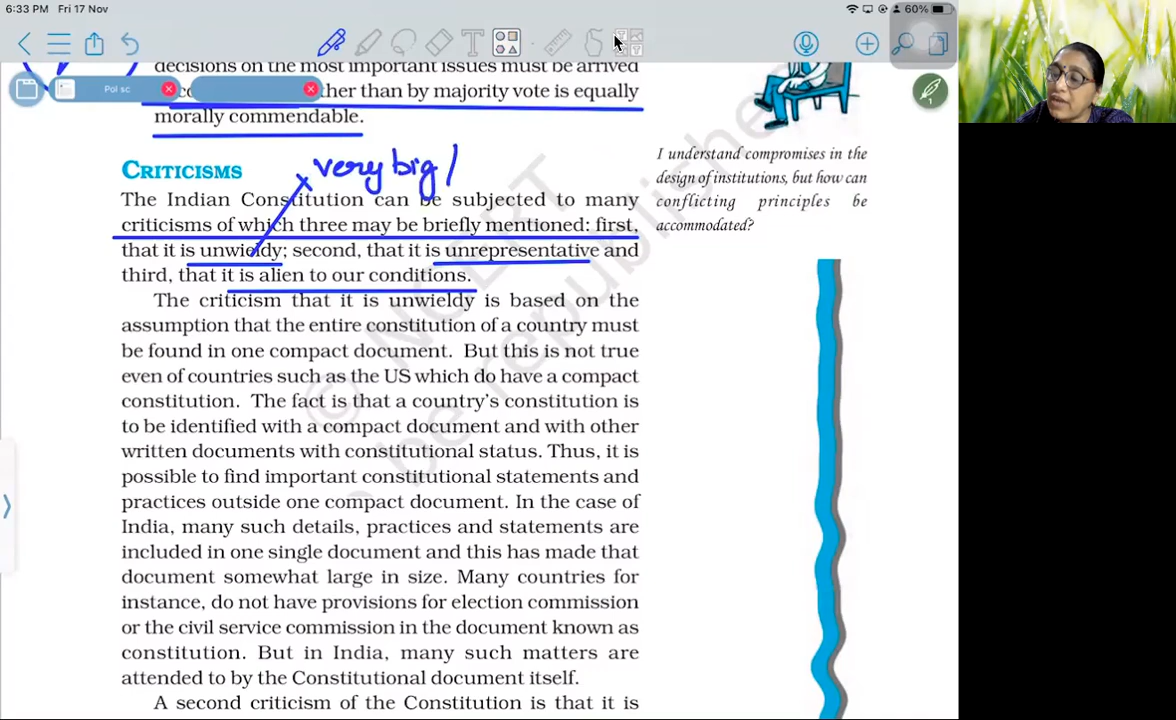 6:33 PM Fri 17 Nov
60%
decisions on the most important issues must be arrived
Pol sc
ther than by majority vote is equally
morally commendable.
CRITICISMS
very big /
The Indian Constitution can be subjected to many
criticisms of which three may be briefly mentioned: first,
that it is unwieldy; second, that it is unrepresentative and
third, that it is alien to our conditions.
The criticism that it is unwieldy is based on the
assumption that the entire constitution of a country must
be found in one compact document. But this is not true
even of countries such as the US which do have a compact
constitution. The fact is that a country's constitution is
to be identified with a compact document and with other
written documents with constitutional status. Thus, it is
possible to find important constitutional statements and
practices outside one compact document. In the case of
India, many such details, practices and statements are
included in one single document and this has made that
document somewhat large in size. Many countries for
instance, do not have provisions for election commission
or the civil service commission in the document known as
constitution. But in India, many such matters are
attended to by the Constitutional document itself.
A second criticism of the Constitution is that it is
I understand compromises in the
design of institutions, but how can
conflicting principles be
accommodated?
1
© NCERT
be republished